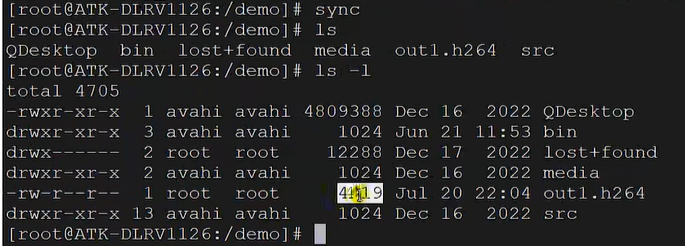 [root@ATK-DLRV1126:/demo]# sync
[root@ATK-DLRV1126:/demo]# ls
QDesktop  bin  lost+found  media  out1.h264  src
[root@ATK-DLRV1126:/demo]# ls -l
total 4705
-rwxr-xr-x  1 avahi avahi 4809388 Dec 16  2022 QDesktop
drwxr-xr-x  3 avahi avahi    1024 Jun 21 11:53 bin
drwx------  2 root  root    12288 Dec 17  2022 lost+found
drwxr-xr-x  2 avahi avahi    1024 Dec 16  2022 media
-rw-r--r--  1 root  root          Jul 20 22:04 out1.h264
drwxr-xr-x 13 avahi avahi    1024 Dec 16  2022 src
[root@ATK-DLRV1126:/demo]#